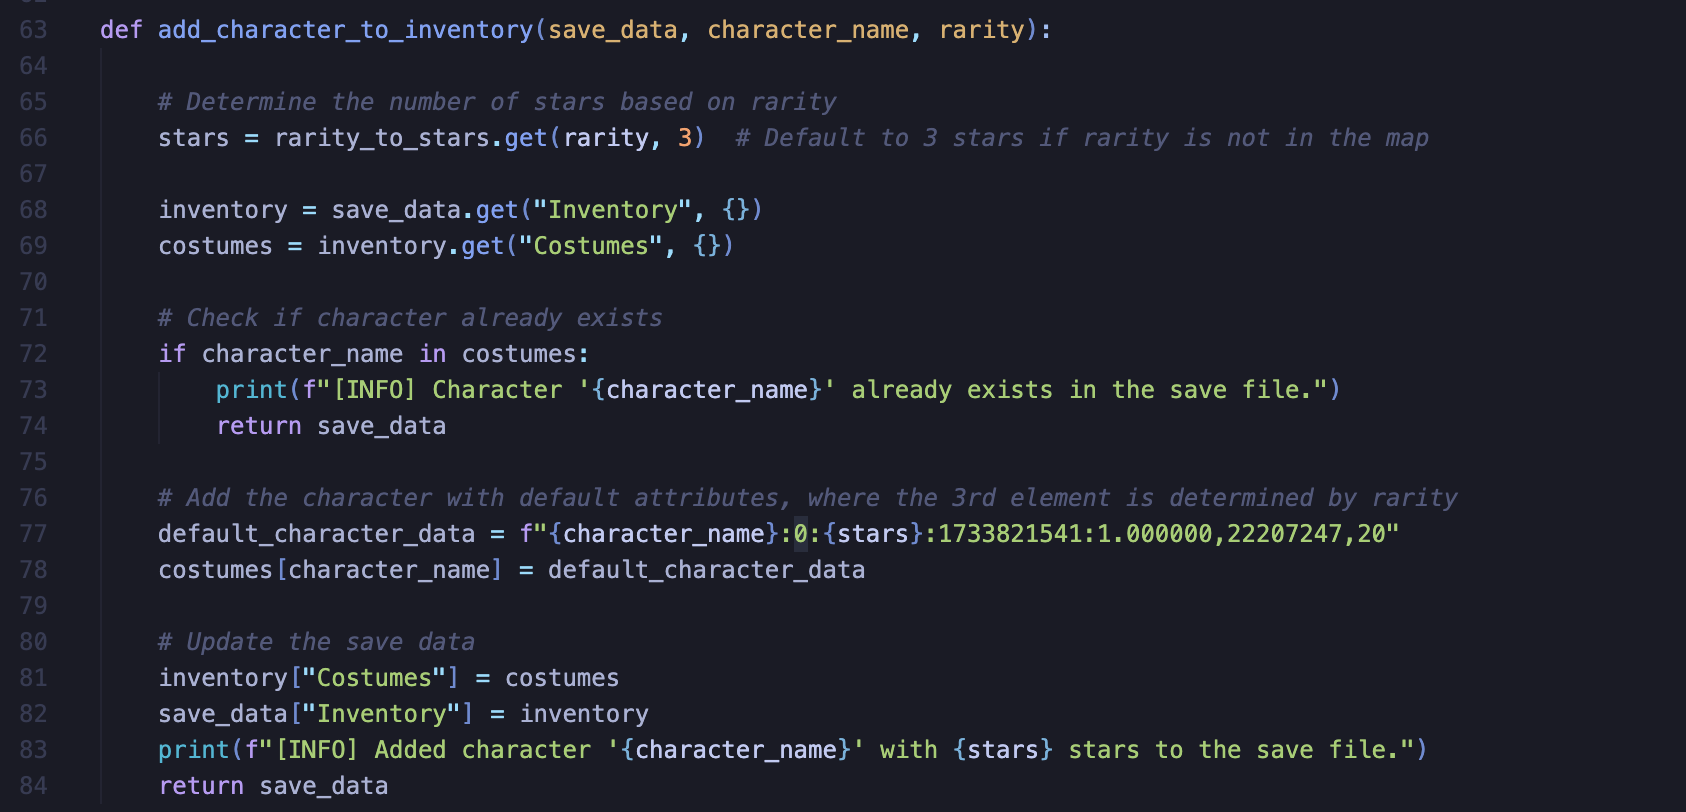 63 def add_character_to_inventory(save_data, character_name, rarity):
64
65 # Determine the number of stars based on rarity
66 stars = rarity_to_stars.get(rarity, 3)  # Default to 3 stars if rarity is not in the map
67
68 inventory = save_data.get("Inventory", {})
69 costumes = inventory.get("Costumes", {})
70
71 # Check if character already exists
72 if character_name in costumes:
73 print(f"[INFO] Character '{character_name}' already exists in the save file.")
74 return save_data
75
76 # Add the character with default attributes, where the 3rd element is determined by rarity
77 default_character_data = f"{character_name}:0:{stars}:1733821541:1.000000,22207247,20"
78 costumes[character_name] = default_character_data
79
80 # Update the save data
81 inventory["Costumes"] = costumes
82 save_data["Inventory"] = inventory
83 print(f"[INFO] Added character '{character_name}' with {stars} stars to the save file.")
84 return save_data